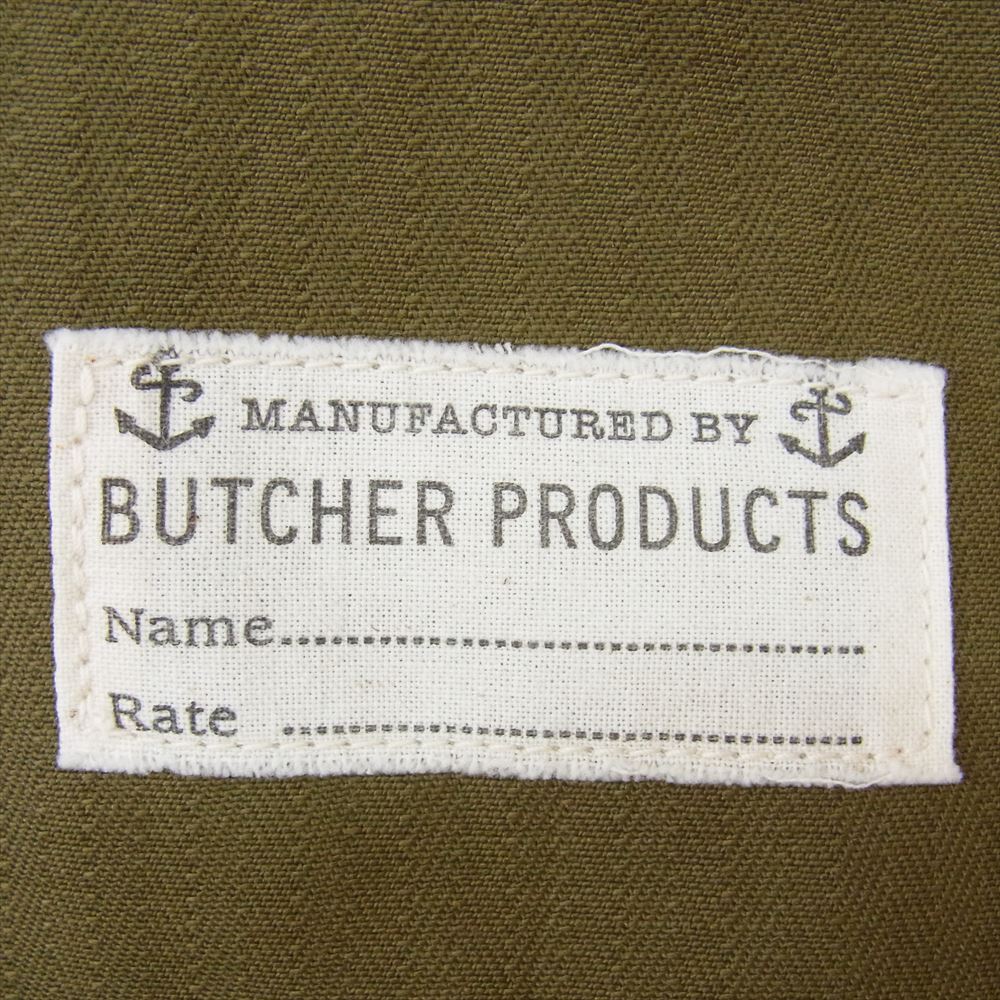 MANUFACTURED BY
BUTCHER PRODUCTS
Name.............................................
Rate .............................................